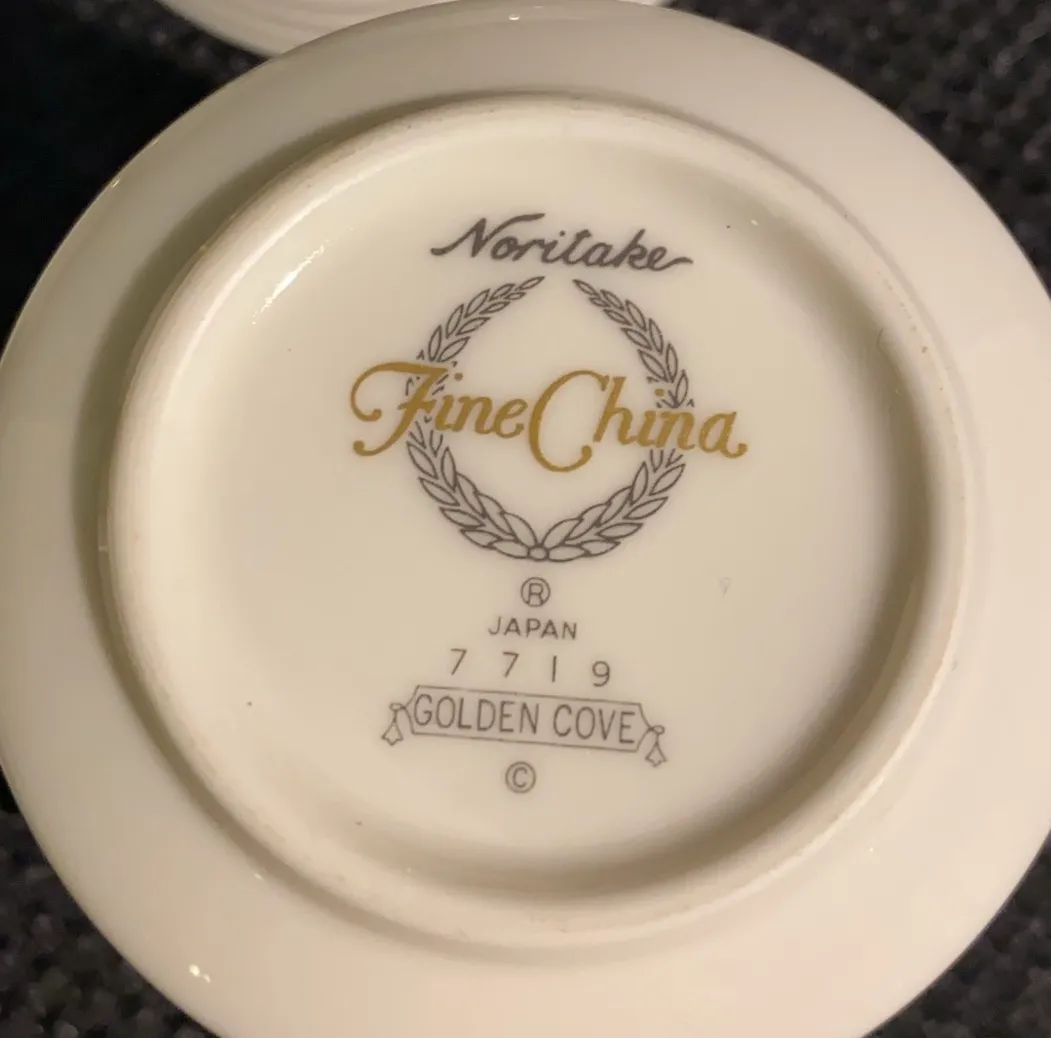 Noritake
Fine China
®
JAPAN
7719
GOLDEN COVE
©